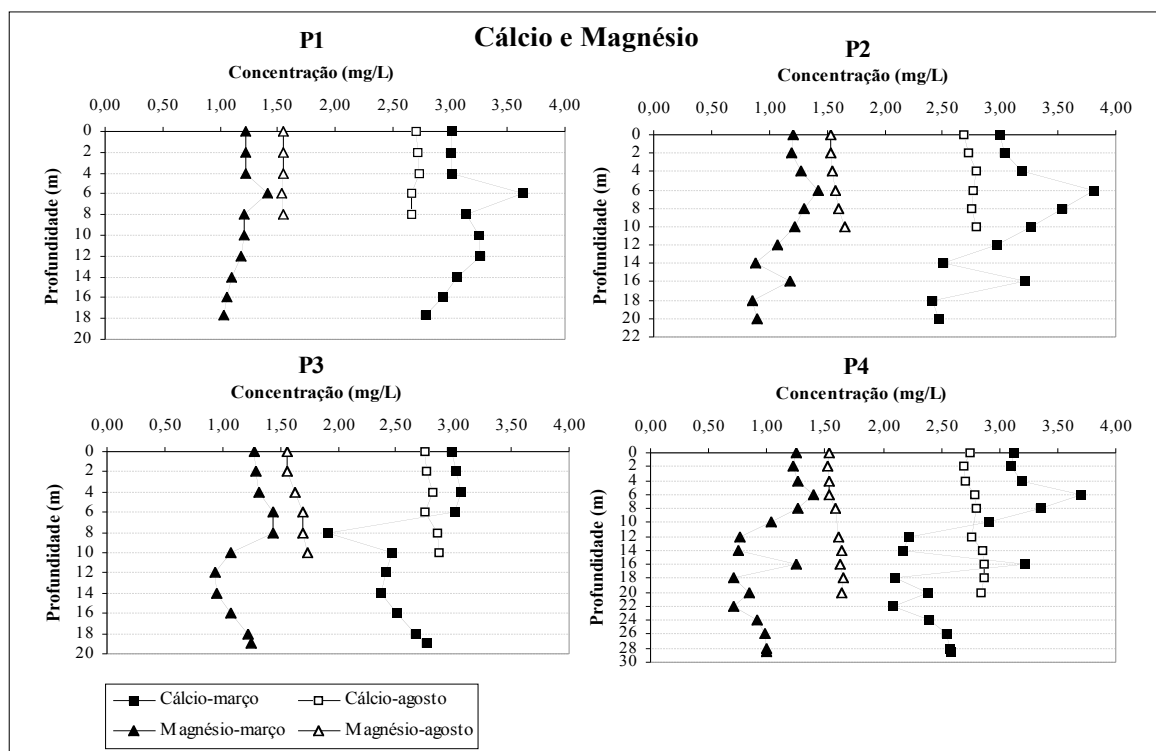 Cálcio e Magnésio
P1
Concentração (mg/L)
0,00 0,50 1,00 1,50 2,00 2,50 3,00 3,50 4,00
Profundidade (m)
0
2
4
6
8
10
12
14
16
18
20
P2
Concentração (mg/L)
0,00 0,50 1,00 1,50 2,00 2,50 3,00 3,50 4,00
Profundidade (m)
0
2
4
6
8
10
12
14
16
18
20
22
P3
Concentração (mg/L)
0,00 0,50 1,00 1,50 2,00 2,50 3,00 3,50 4,00
Profundidade (m)
0
2
4
6
8
10
12
14
16
18
20
P4
Concentração (mg/L)
0,00 0,50 1,00 1,50 2,00 2,50 3,00 3,50 4,00
Profundidade (m)
0
2
4
6
8
10
12
14
16
18
20
22
24
26
28
30
Cálcio-março Cálcio-agosto
Magnésio-março Magnésio-agosto